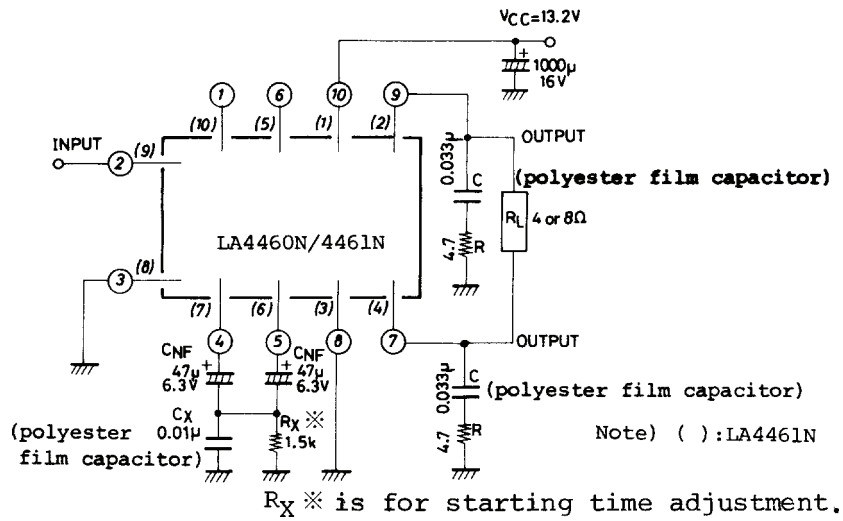 VCC=13.2V
+
1000μ
16V
1
6
10
9
(10)
(5)
(1)
(2)
INPUT
2
(9)
OUTPUT
0.033μ
C
(polyester film capacitor)
RL
4 or 8Ω
LA4460N/4461N
4.7
R
3
(8)
(7)
(6)
(3)
(4)
4
5
8
7
OUTPUT
CNF
+
47μ
6.3V
CNF
+
47μ
6.3V
0.033μ
C
(polyester film capacitor)
CX
0.01μ
(polyester
film capacitor)
RX ※
1.5k
4.7
R
Note) ( ):LA4461N
RX ※ is for starting time adjustment.